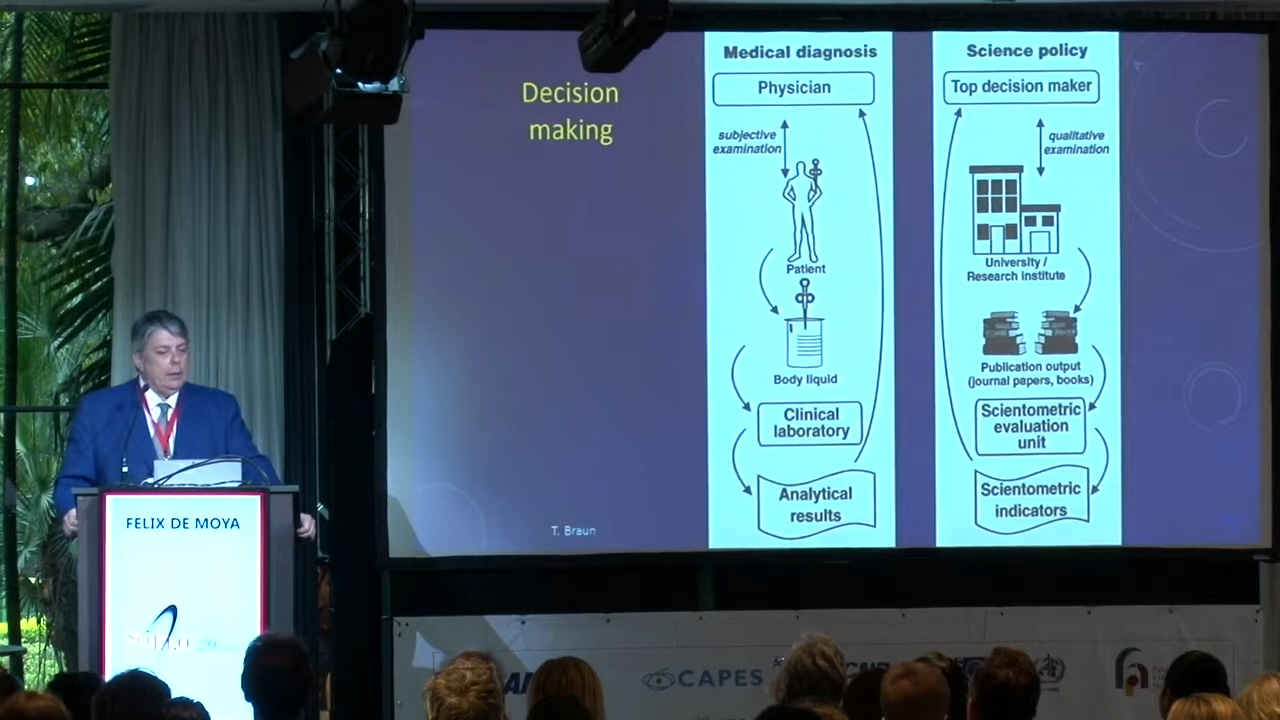 Decision
making
T. Braun
Medical diagnosis
Physician
subjective
examination
Patient
Body liquid
Clinical
laboratory
Analytical
results
Science policy
Top decision maker
qualitative
examination
University /
Research institute
Publication output
(journal papers, books)
Scientometric
evaluation
unit
Scientometric
indicators
FELIX DE MOYA
CAPES